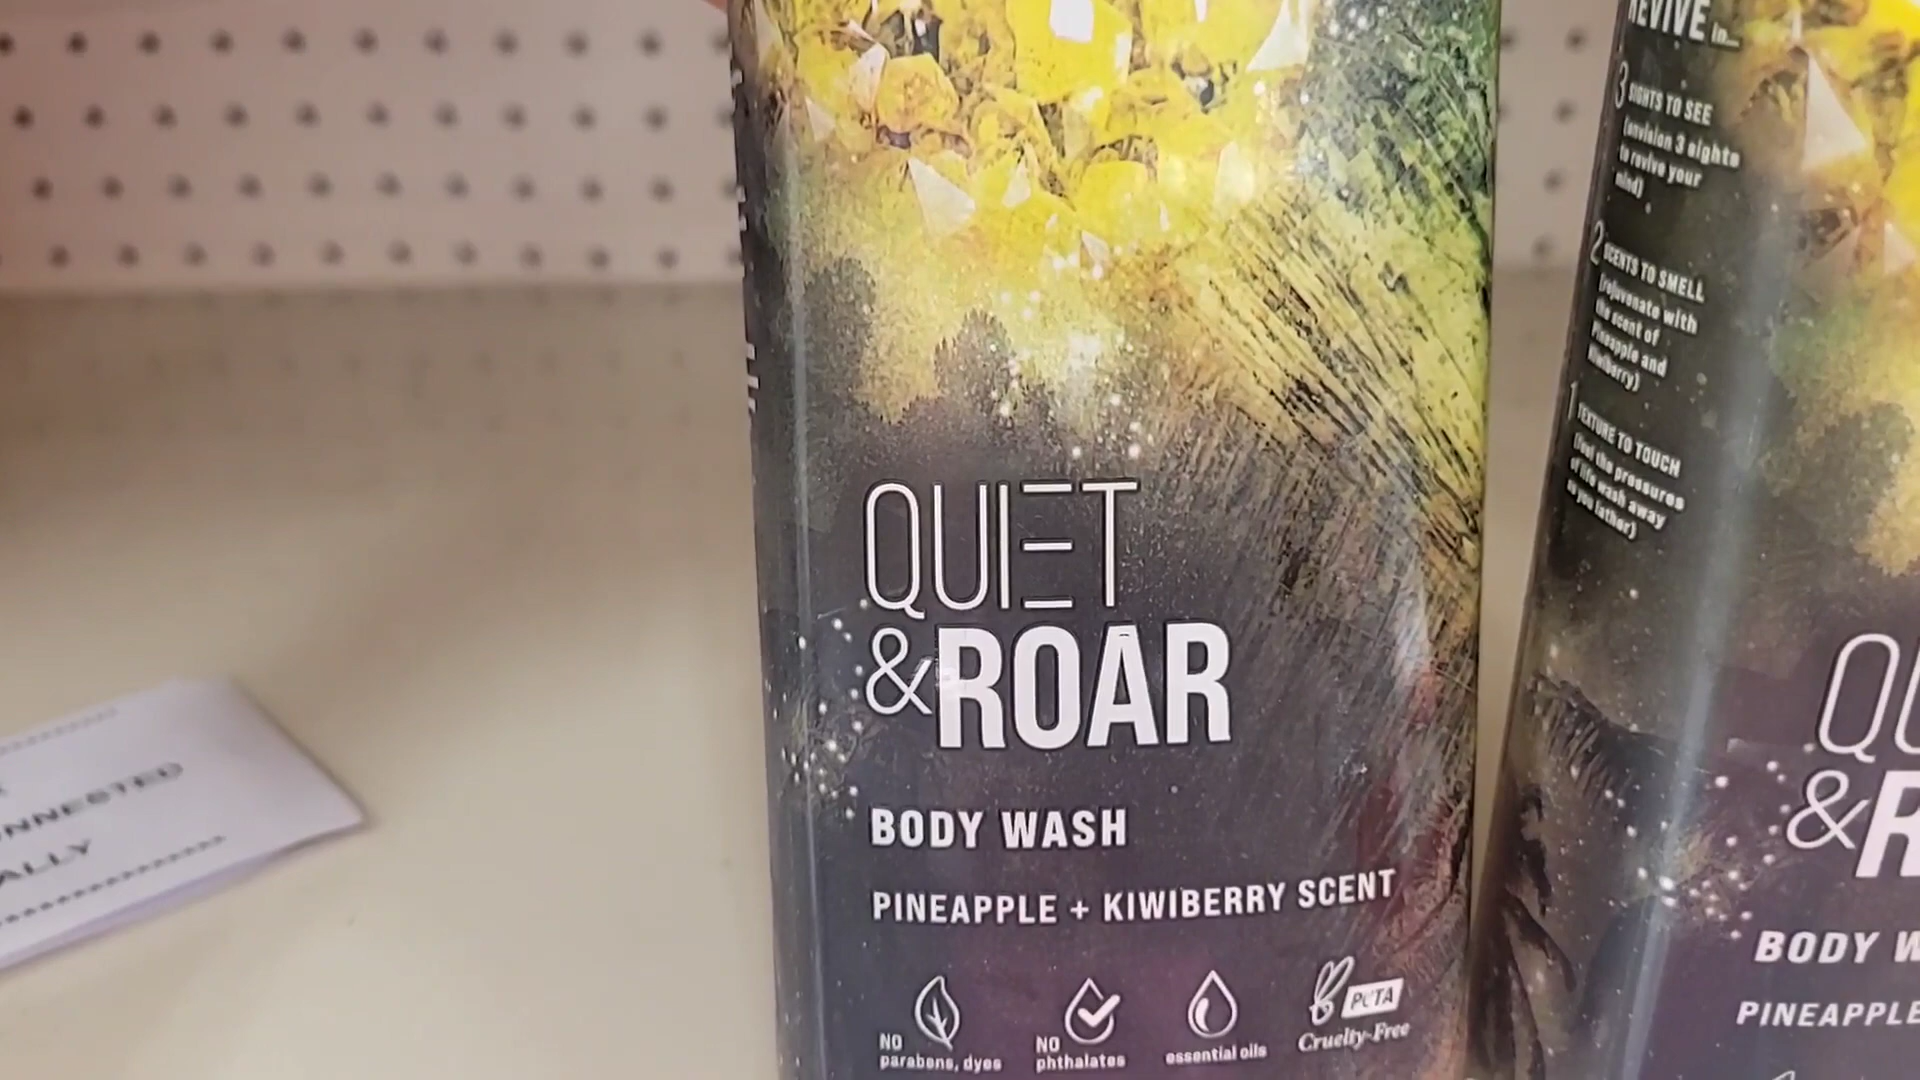 QUIET
&ROAR
BODY WASH
PINEAPPLE + KIWIBERRY SCENT
NO
parabens, dyes
NO
phthalates
essential oils
PETA
Cruelty-Free
REVIVE in...
3 SIGHTS TO SEE
(envision 3 sights
to revive your
mind)
2 SCENTS TO SMELL
(rejuvenate with
the scent of
Pineapple and
Kiwiberry)
1 TEXTURE TO TOUCH
(feel the pressures
of life wash away
as you lather)
QU
&R
BODY W
PINEAPPLE
NNESTED
ALLY